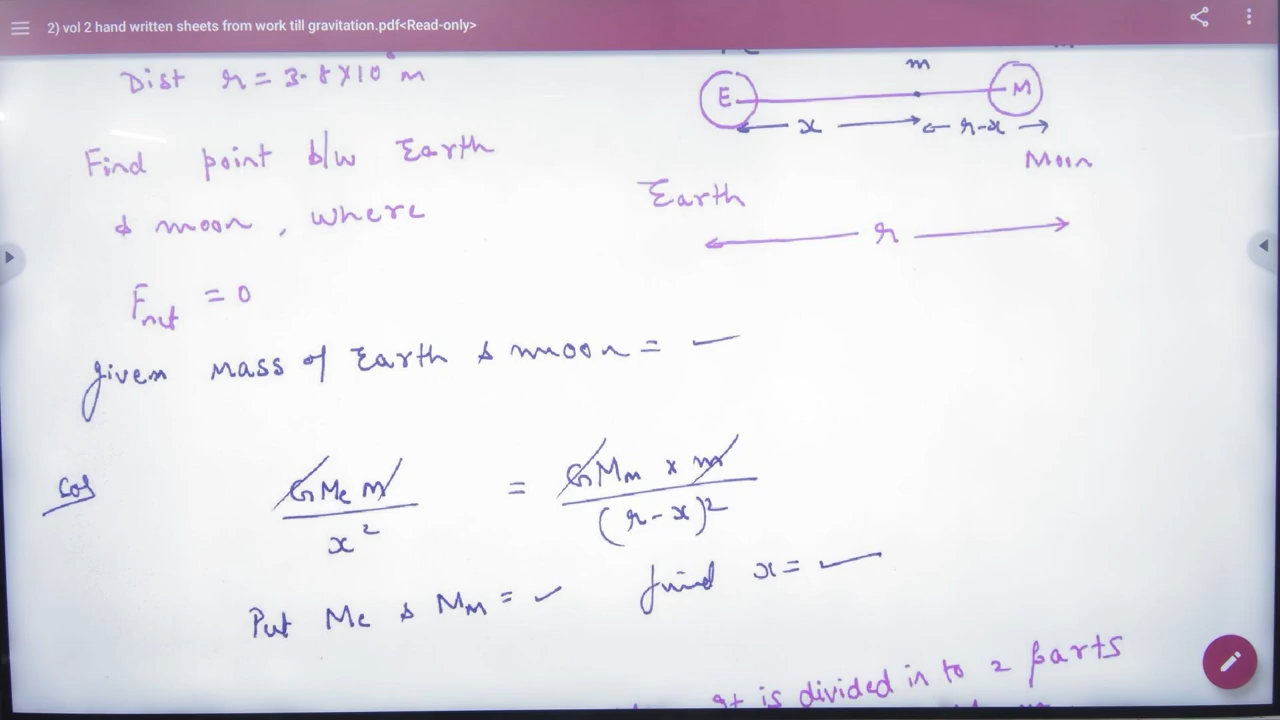 2) vol 2 hand written sheets from work till gravitation.pdf<Read-only>
Dist r = 3.8×10 m
m
E
M
x
r-x
Find point b/w Earth
Moon
& moon, where
Earth
r
Fnet = 0
given mass of Earth & moon =
GMe m / x² = GMm × m / (r-x)²
Put Me & Mm = ✓ find x =
It is divided in to 2 parts